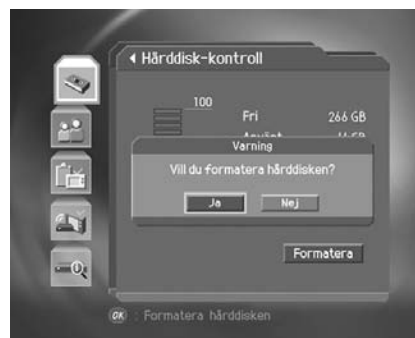 Hårddisk-kontroll
100
Fri 266 GB
Varning
Vill du formatera hårddisken?
Ja Nej
Formatera
OK : Formatera hårddisken